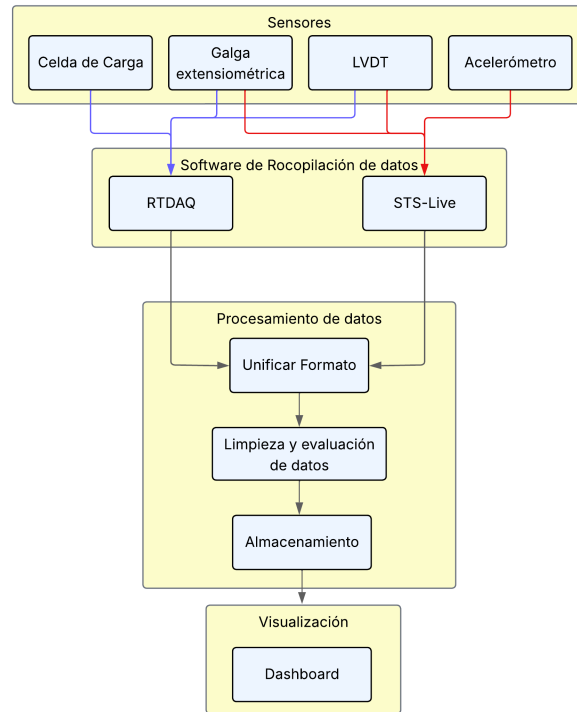 Sensores
Celda de Carga
Galga
extensiométrica
LVDT
Acelerómetro
Software de Rocopilación de datos
RTDAQ
STS-Live
Procesamiento de datos
Unificar Formato
Limpieza y evaluación
de datos
Almacenamiento
Visualización
Dashboard